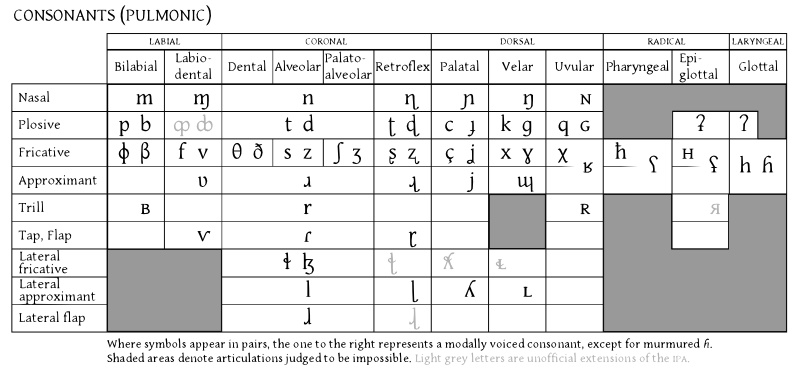 CONSONANTS (PULMONIC)
LABIAL CORONAL DORSAL RADICAL LARYNGEAL
Bilabial Labio-dental Dental Alveolar Palato-alveolar Retroflex Palatal Velar Uvular Pharyngeal Epi-glottal Glottal
Nasal m ɱ n ɳ ɲ ŋ ɴ
Plosive p b ȹ ȸ t d ʈ ɖ c ɟ k ɡ q ɢ ʡ ʔ
Fricative ɸ β f v θ ð s z ʃ ʒ ʂ ʐ ç ʝ x ɣ χ ʁ ħ ʕ ʜ ʢ h ɦ
Approximant ʋ ɹ ɻ j ɰ
Trill ʙ r ʀ ᴙ
Tap, Flap ⱱ ɾ ɽ
Lateral fricative ɬ ɮ
Lateral approximant l ɭ ʎ ʟ
Lateral flap ɺ
Where symbols appear in pairs, the one to the right represents a modally voiced consonant, except for murmured ɦ.
Shaded areas denote articulations judged to be impossible. Light grey letters are unofficial extensions of the IPA.